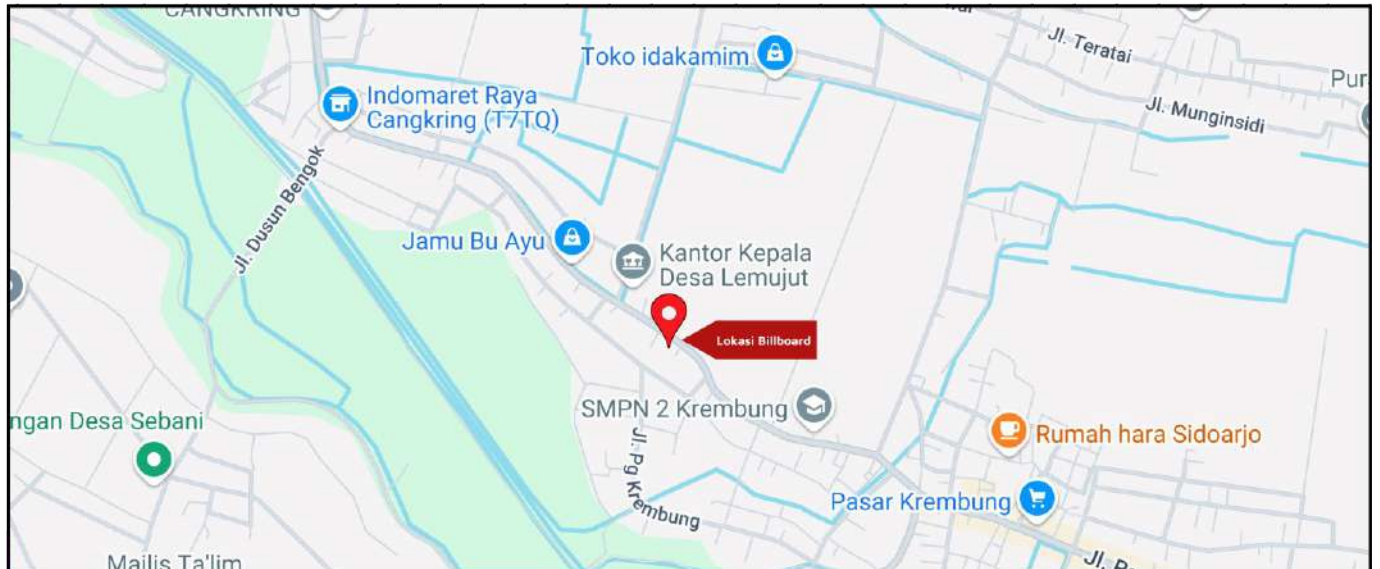 CANGKRING
Jl. Teratai
Toko idakamim
Pur
Jl. Munginsidi
Indomaret Raya
Cangkring (T7TQ)
Jl. Dusun Bengok
Jamu Bu Ayu
Kantor Kepala
Desa Lemujut
Lokasi Billboard
SMPN 2 Krembung
ngan Desa Sebani
Rumah hara Sidoarjo
Jl. Pg Krembung
Pasar Krembung
Majlis Ta'lim